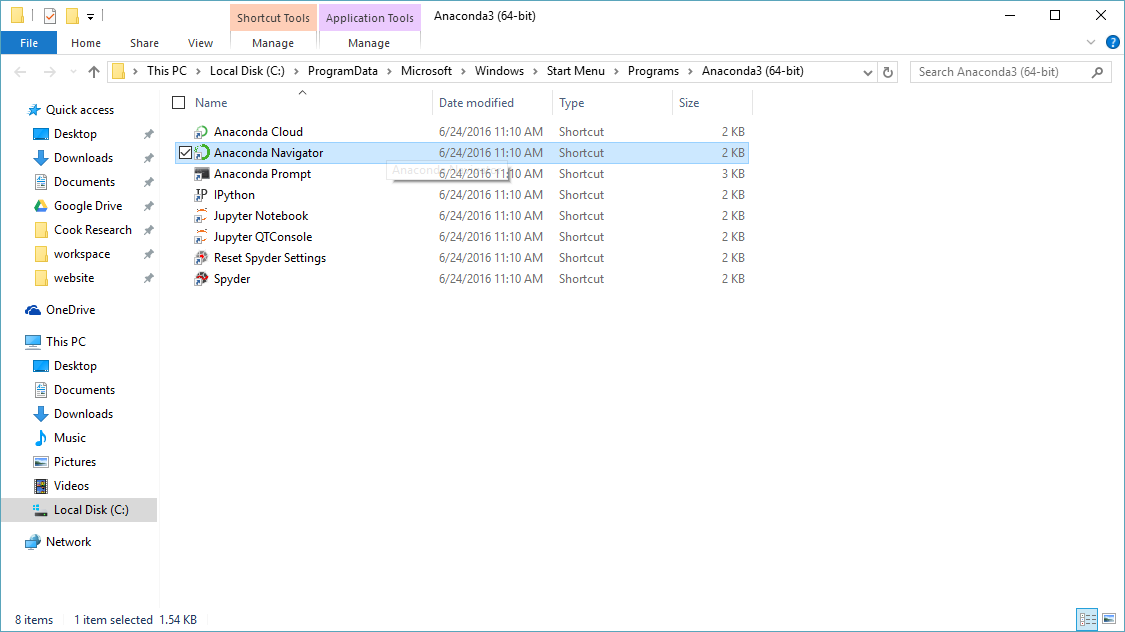 Shortcut Tools Application Tools Anaconda3 (64-bit)
File Home Share View Manage Manage
This PC Local Disk (C:) ProgramData Microsoft Windows Start Menu Programs Anaconda3 (64-bit) Search Anaconda3 (64-bit)
Name Date modified Type Size
Quick access
Desktop
Downloads
Documents
Google Drive
Cook Research
workspace
website
OneDrive
This PC
Desktop
Documents
Downloads
Music
Pictures
Videos
Local Disk (C:)
Network
Anaconda Cloud 6/24/2016 11:10 AM Shortcut 2 KB
Anaconda Navigator 6/24/2016 11:10 AM Shortcut 2 KB
Anaconda Prompt 6/24/2016 11:10 AM Shortcut 3 KB
IPython 6/24/2016 11:10 AM Shortcut 2 KB
Jupyter Notebook 6/24/2016 11:10 AM Shortcut 2 KB
Jupyter QTConsole 6/24/2016 11:10 AM Shortcut 2 KB
Reset Spyder Settings 6/24/2016 11:10 AM Shortcut 2 KB
Spyder 6/24/2016 11:10 AM Shortcut 2 KB
8 items 1 item selected 1.54 KB